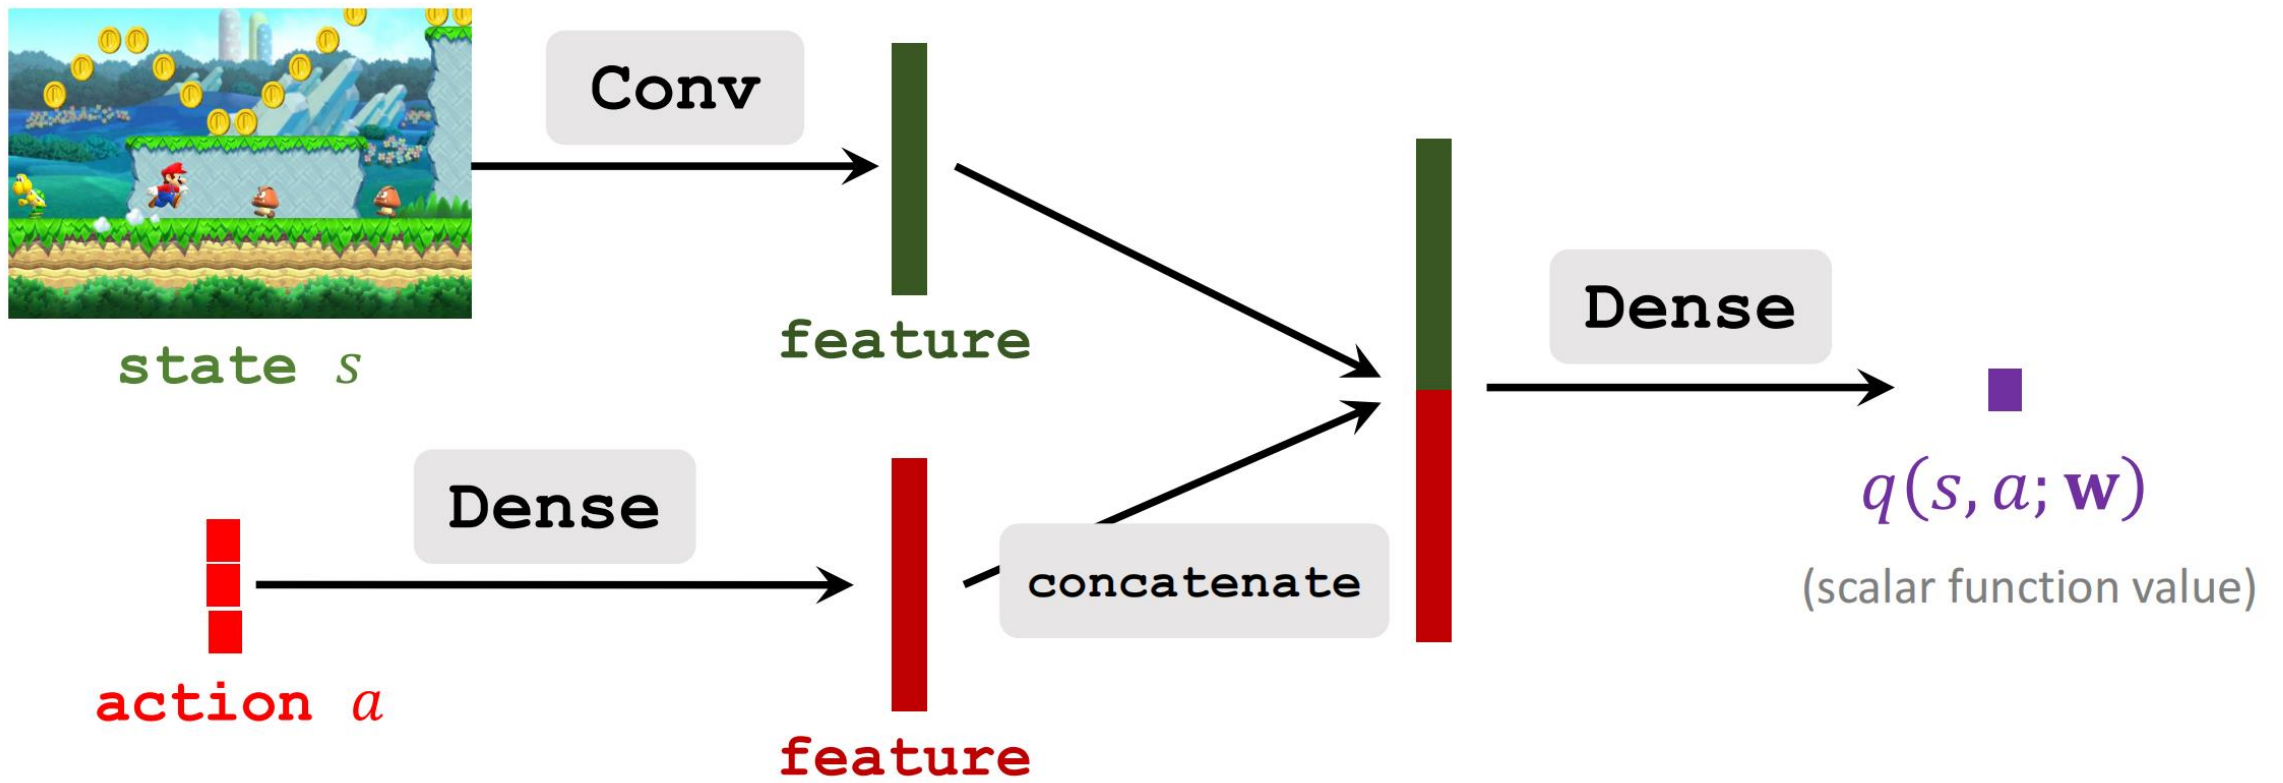 Conv
feature
state s
Dense
Dense
concatenate
q(s, a; w)
(scalar function value)
action a
feature